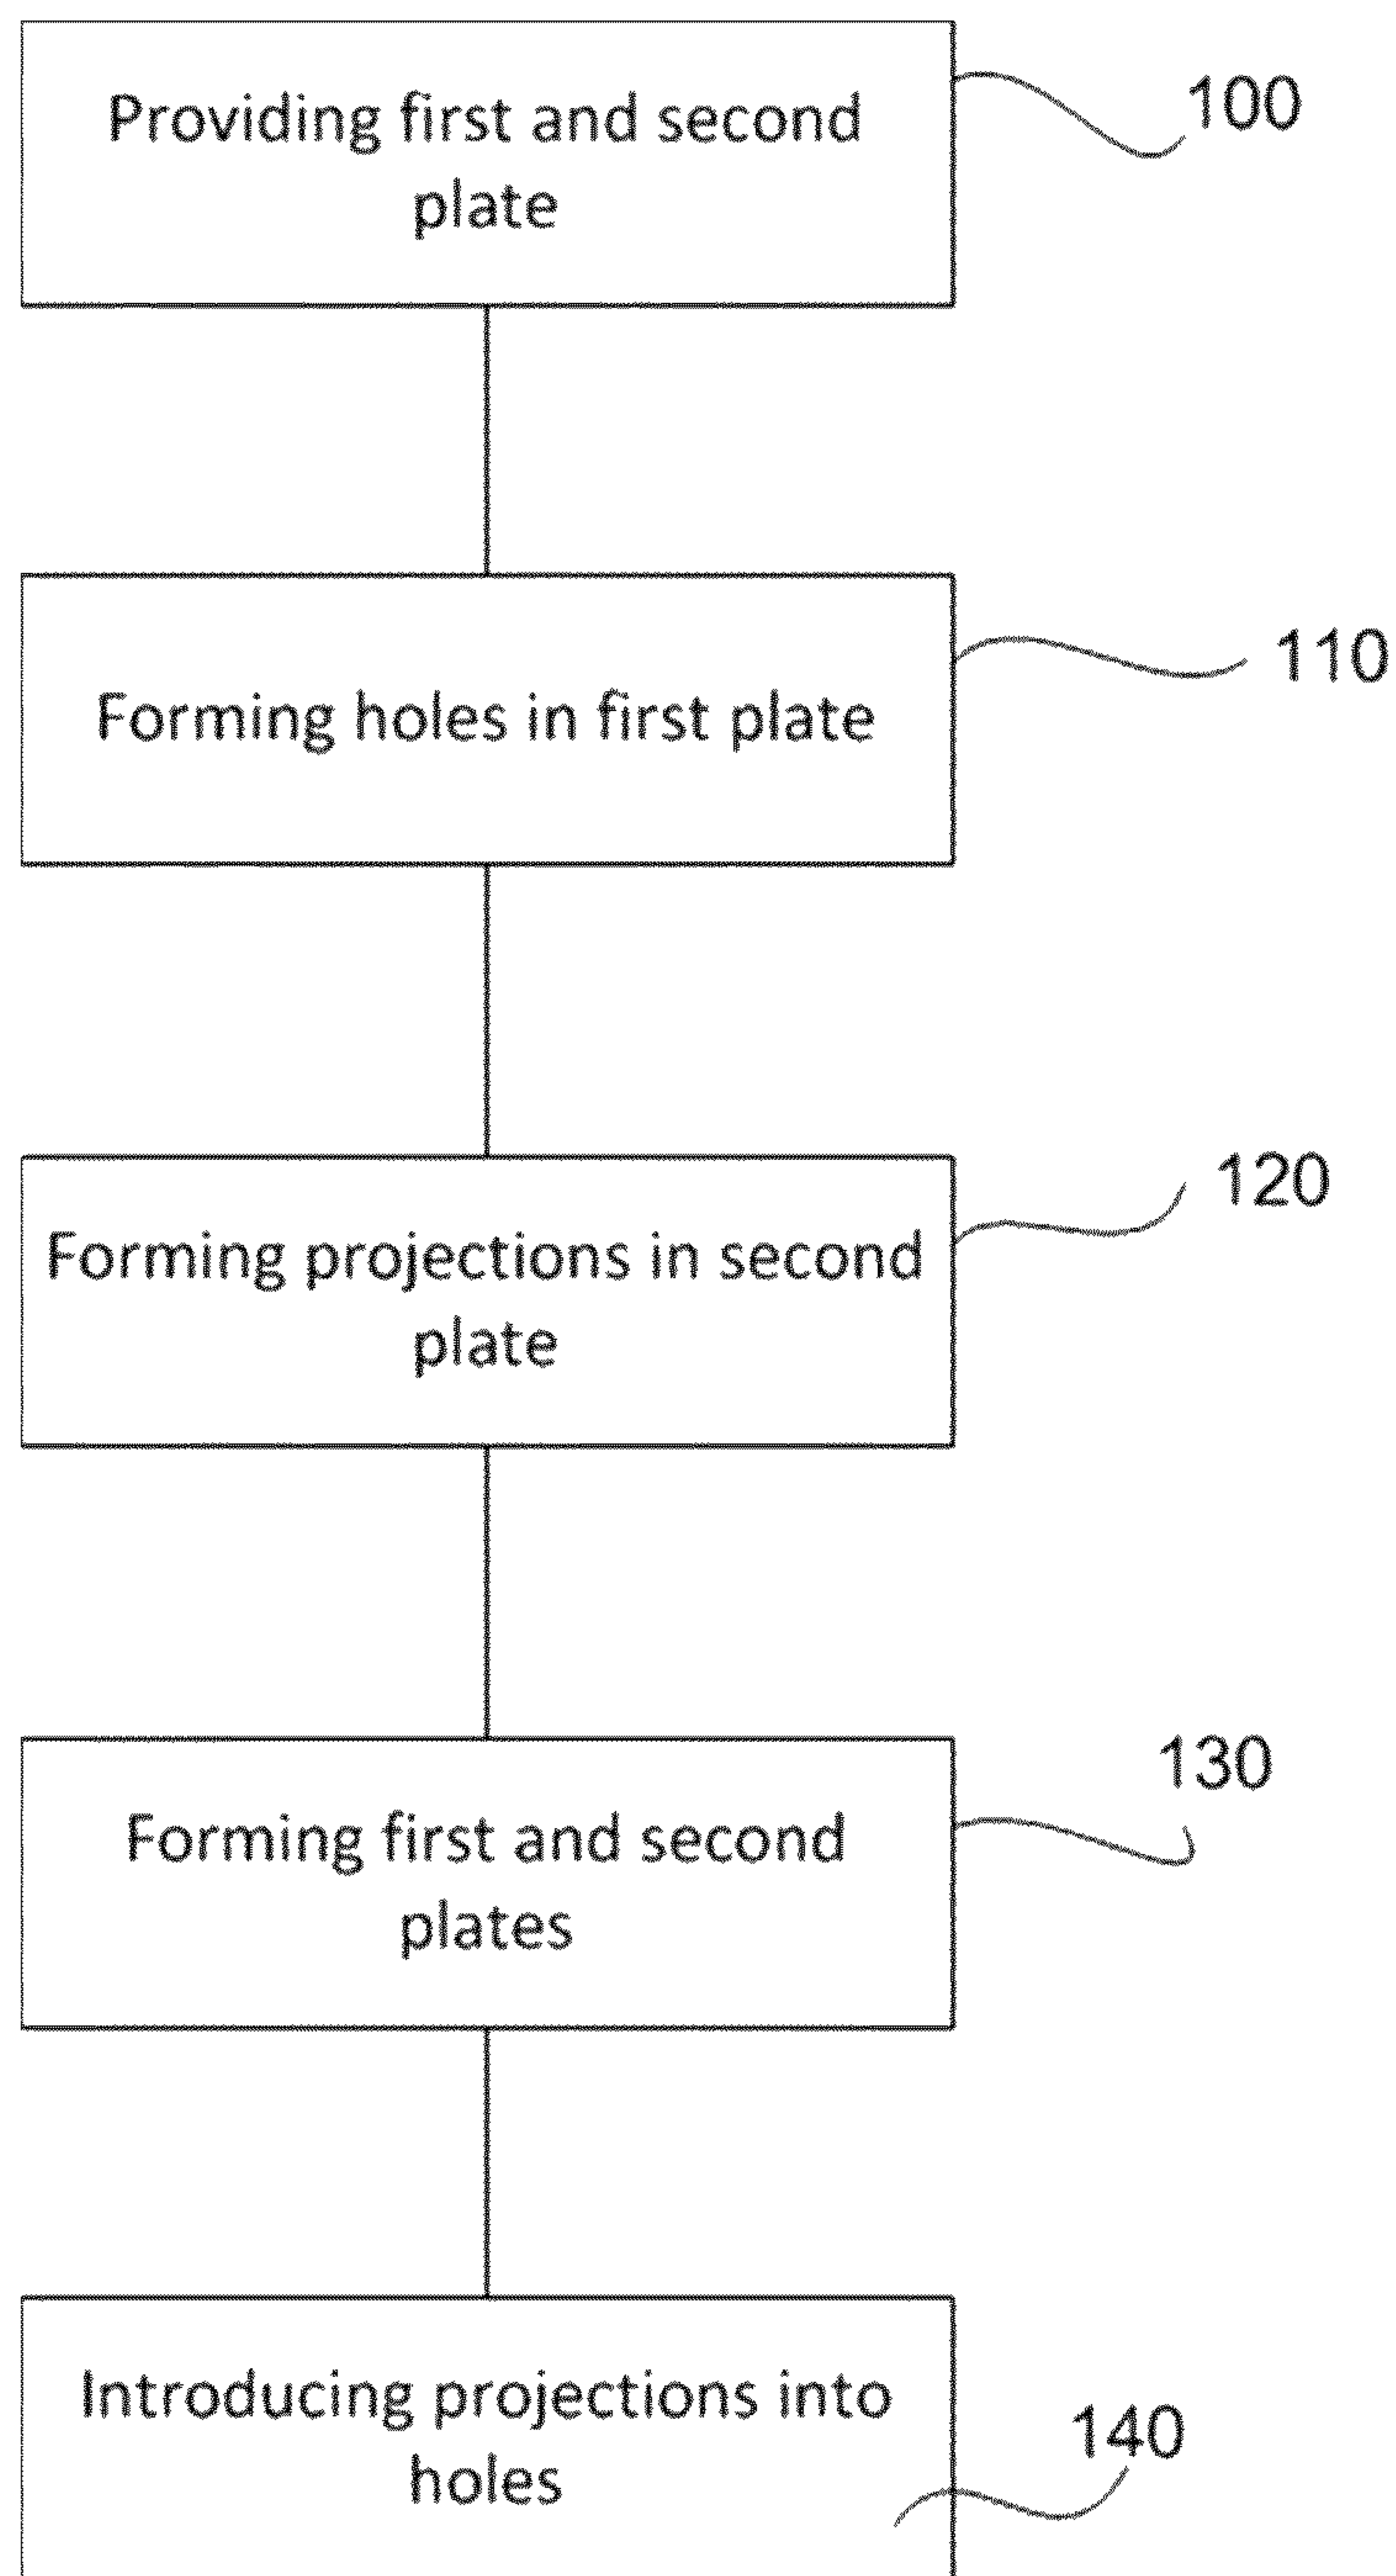 Providing first and second
plate
100
Forming holes in first plate
110
Forming projections in second
plate
120
Forming first and second
plates
130
Introducing projections into
holes
140